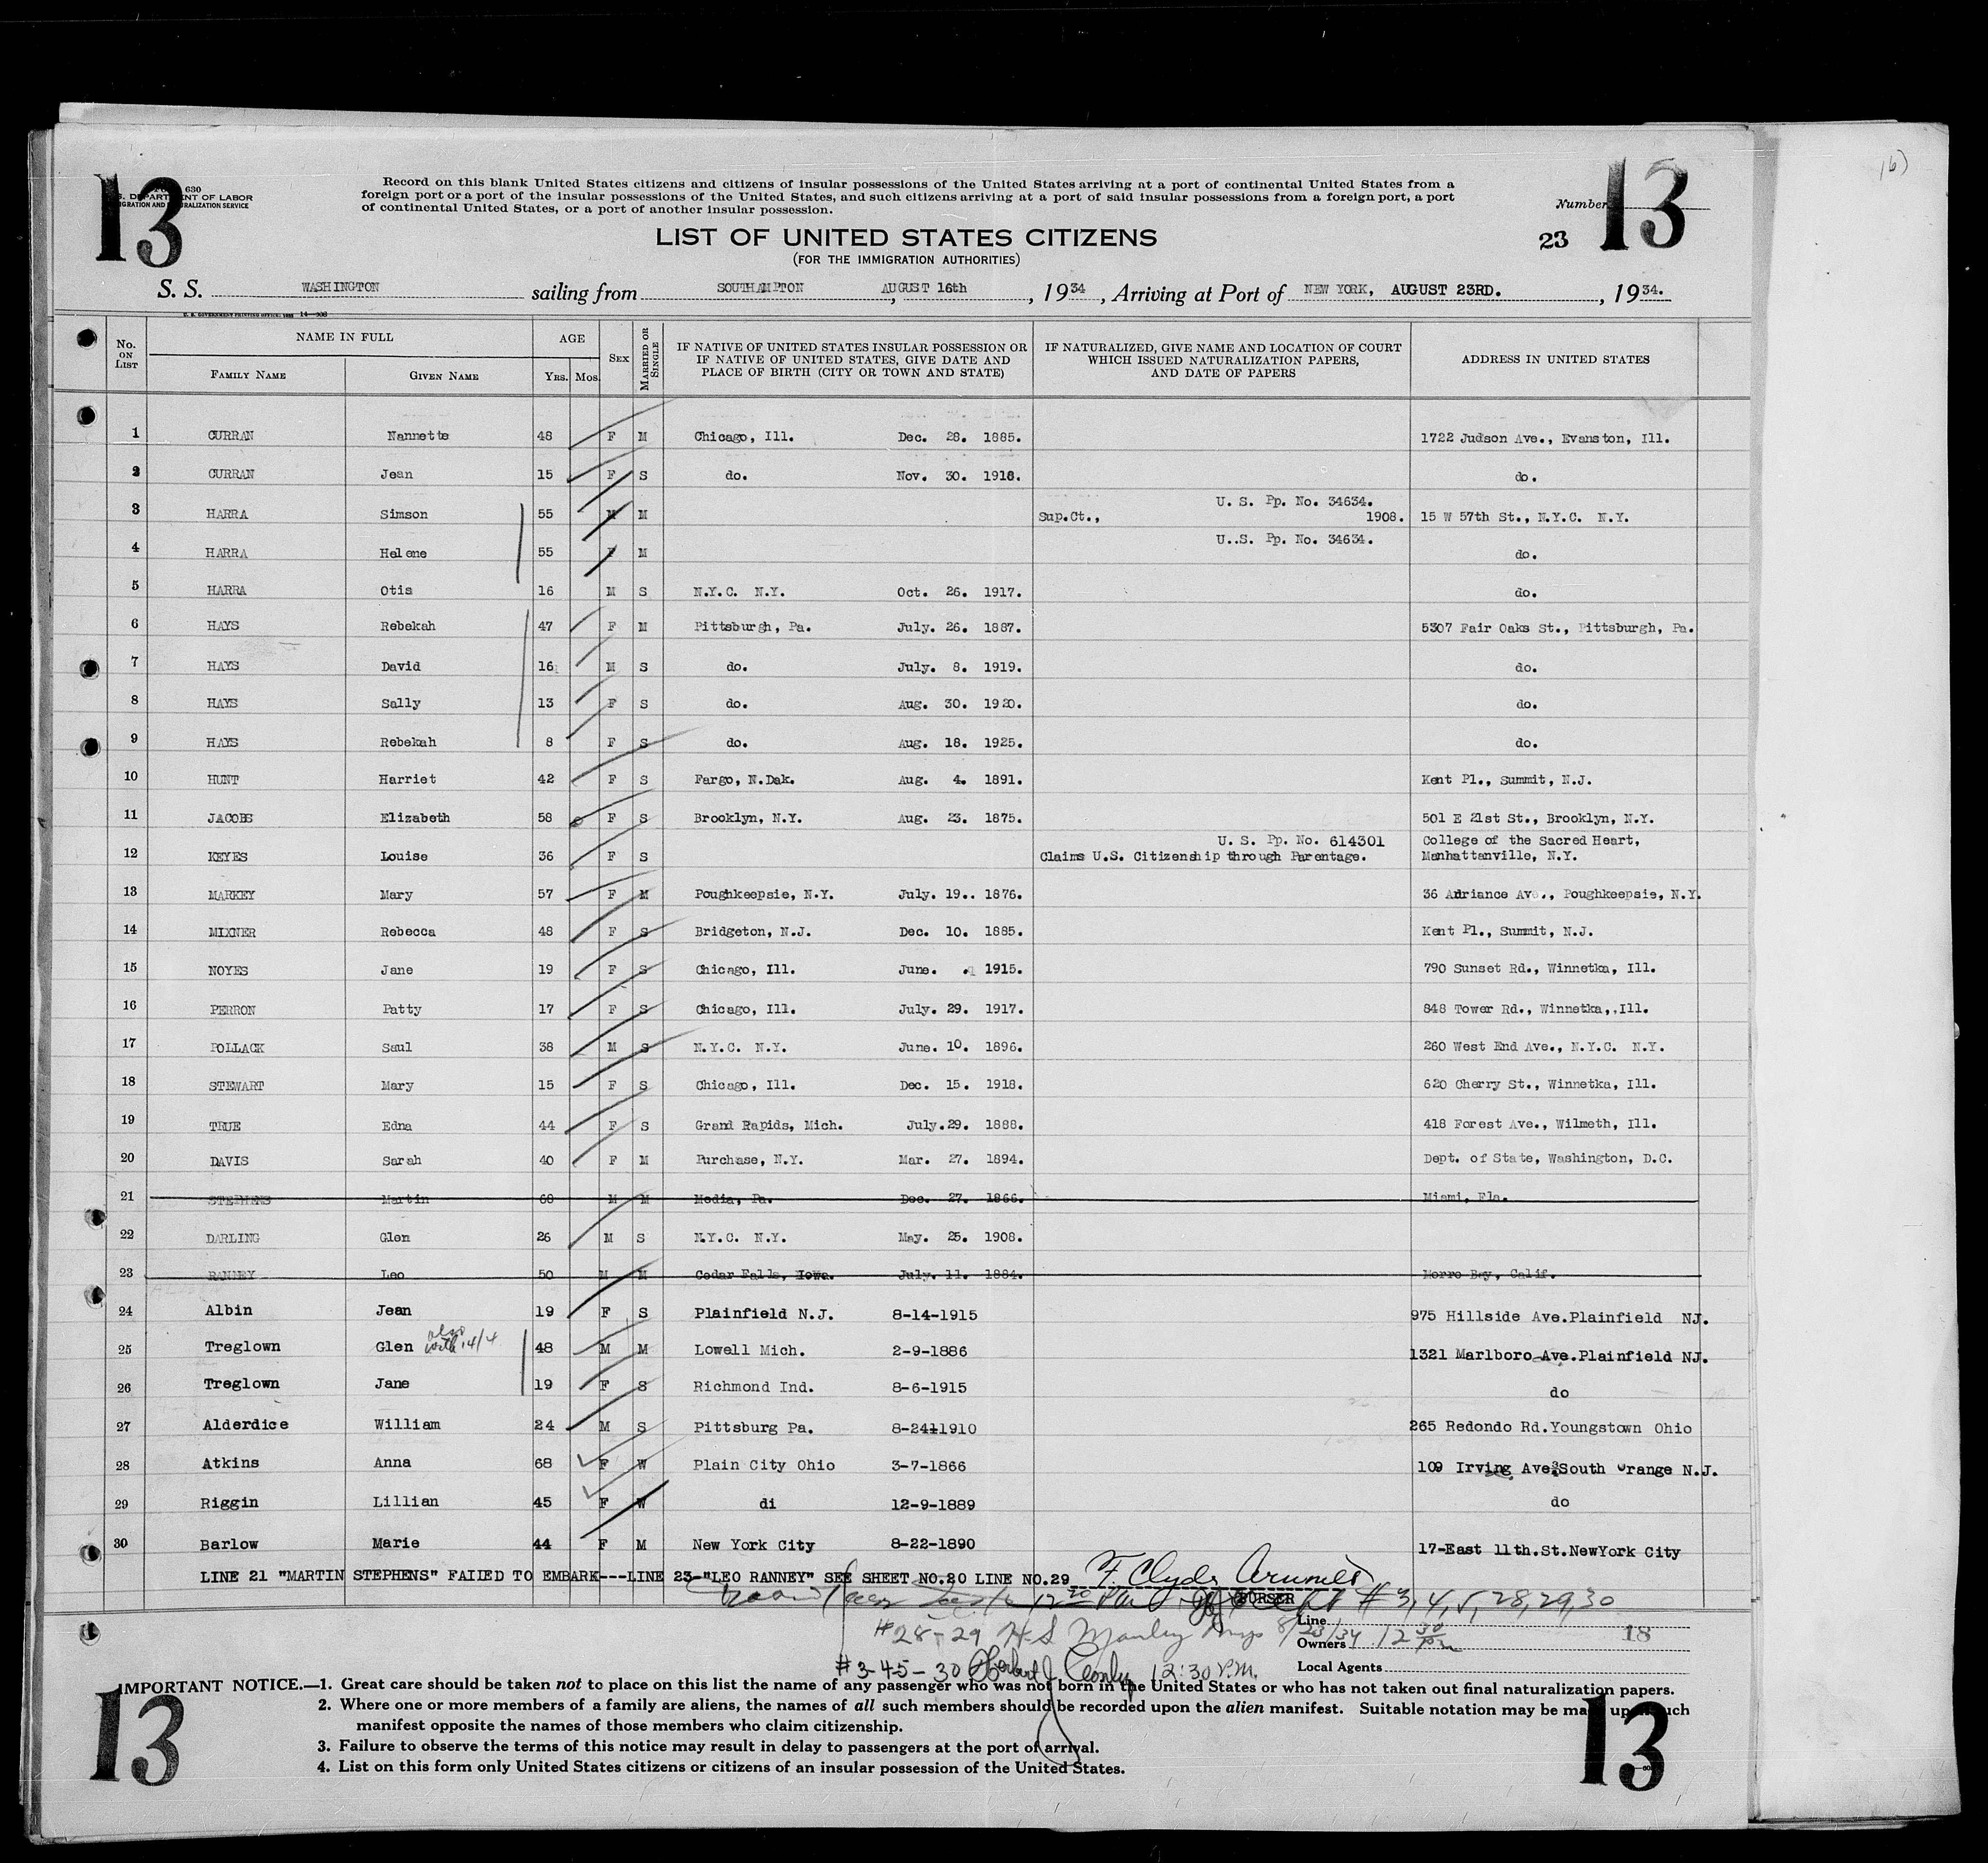 16)
13
13
630
S. DEPARTMENT OF LABOR
IGRATION AND NATURALIZATION SERVICE
Record on this blank United States citizens and citizens of insular possessions of the United States arriving at a port of continental United States from a
foreign port or a port of the insular possessions of the United States, and such citizens arriving at a port of said insular possessions from a foreign port, a port
of continental United States, or a port of another insular possession.
Number
LIST OF UNITED STATES CITIZENS
(FOR THE IMMIGRATION AUTHORITIES)
23
S. S. WASHINGTON sailing from SOUTHAMPTON AUGUST 16th, 1934, Arriving at Port of NEW YORK, AUGUST 23RD., 1934.
U. S. GOVERNMENT PRINTING OFFICE: 14—908
No. ON LIST NAME IN FULL AGE SEX MARRIED OR SINGLE IF NATIVE OF UNITED STATES INSULAR POSSESSION OR IF NATIVE OF UNITED STATES, GIVE DATE AND PLACE OF BIRTH (CITY OR TOWN AND STATE) IF NATURALIZED, GIVE NAME AND LOCATION OF COURT WHICH ISSUED NATURALIZATION PAPERS, AND DATE OF PAPERS ADDRESS IN UNITED STATES
FAMILY NAME GIVEN NAME YRS. MOS.
1 CURRAN Nannette 48 F M Chicago, Ill. Dec. 28. 1885. 1722 Judson Ave., Evanston, Ill.
2 CURRAN Jean 15 F S do. Nov. 30. 1918. do.
U. S. Pp. No. 34634.
3 HARRA Simson 55 M M Sup.Ct., 1908. 15 W 57th St., N.Y.C. N.Y.
U..S. Pp. No. 34634.
4 HARRA Helene 55 F M do.
5 HARRA Otis 16 M S N.Y.C. N.Y. Oct. 26. 1917. do.
6 HAYS Rebekah 47 F M Pittsburgh, Pa. July. 26. 1887. 5307 Fair Oaks St., Pittsburgh, Pa.
7 HAYS David 16 M S do. July. 8. 1919. do.
8 HAYS Sally 13 F S do. Aug. 30. 1920. do.
9 HAYS Rebekah 8 F S do. Aug. 18. 1925. do.
10 HUNT Harriet 42 F S Fargo, N.Dak. Aug. 4. 1891. Kent Pl., Summit, N.J.
11 JACOBS Elizabeth 58 F S Brooklyn, N.Y. Aug. 23. 1875. 501 E 21st St., Brooklyn, N.Y.
U. S. Pp. No. 614301 College of the Sacred Heart,
12 KEYES Louise 36 F S Claims U.S. Citizenship through Parentage. Manhattanville, N.Y.
13 MARKEY Mary 57 F M Poughkeepsie, N.Y. July. 19.. 1876. 36 Adriance Ave., Poughkeepsie, N.Y.
14 MIXNER Rebecca 48 F S Bridgeton, N.J. Dec. 10. 1885. Kent Pl., Summit, N.J.
15 NOYES Jane 19 F S Chicago, Ill. June. . 1915. 790 Sunset Rd., Winnetka, Ill.
16 PERRON Patty 17 F S Chicago, Ill. July. 29. 1917. 848 Tower Rd., Winnetka,.Ill.
17 POLLACK Saul 38 M S N.Y.C. N.Y. June. 10. 1896. 260 West End Ave., N.Y.C. N.Y.
18 STEWART Mary 15 F S Chicago, Ill. Dec. 15. 1918. 620 Cherry St., Winnetka, Ill.
19 TRUE Edna 44 F S Grand Rapids, Mich. July.29. 1888. 418 Forest Ave., Wilmeth, Ill.
20 DAVIS Sarah 40 F M Purchase, N.Y. Mar. 27. 1894. Dept. of State, Washington, D.C.
21 STEPHENS Martin 68 M M Media, Pa. Dec. 27. 1866. Miami, Fla.
22 DARLING Glen 26 M S N.Y.C. N.Y. May. 25. 1908.
23 RANNEY Leo 50 M M Cedar Falls, Iowa. July. 11. 1884. Morro Bay, Calif.
24 Albin Jean 19 F S Plainfield N.J. 8-14-1915 975 Hillside Ave.Plainfield NJ.
25 Treglown Glen also with 14/4 48 M M Lowell Mich. 2-9-1886 1321 Marlboro Ave.Plainfield NJ.
26 Treglown Jane 19 F S Richmond Ind. 8-6-1915 do
27 Alderdice William 24 M S Pittsburg Pa. 8-24-1910 265 Redondo Rd.Youngstown Ohio
28 Atkins Anna 68 F W Plain City Ohio 3-7-1866 109 Irving Ave.South Orange N.J.
29 Riggin Lillian 45 F W di 12-9-1889 do
30 Barlow Marie 44 F M New York City 8-22-1890 17-East 11th.St.NewYork City
LINE 21 "MARTIN STEPHENS" FAILED TO EMBARK---LINE 23-"LEO RANNEY" SEE SHEET NO.20 LINE NO.29
PURSER
# 3, 4, 5, 28, 29, 30
#28-29 H.S. Manley Insp 8/23/34 12 30 pm
Line
18
Owners
#3-4-5-30 Herbert J. 12:30 P.M.
Local Agents
IMPORTANT NOTICE.—1. Great care should be taken not to place on this list the name of any passenger who was not born in the United States or who has not taken out final naturalization papers.
2. Where one or more members of a family are aliens, the names of all such members should be recorded upon the alien manifest. Suitable notation may be made upon such
manifest opposite the names of those members who claim citizenship.
3. Failure to observe the terms of this notice may result in delay to passengers at the port of arrival.
4. List on this form only United States citizens or citizens of an insular possession of the United States.
13
13